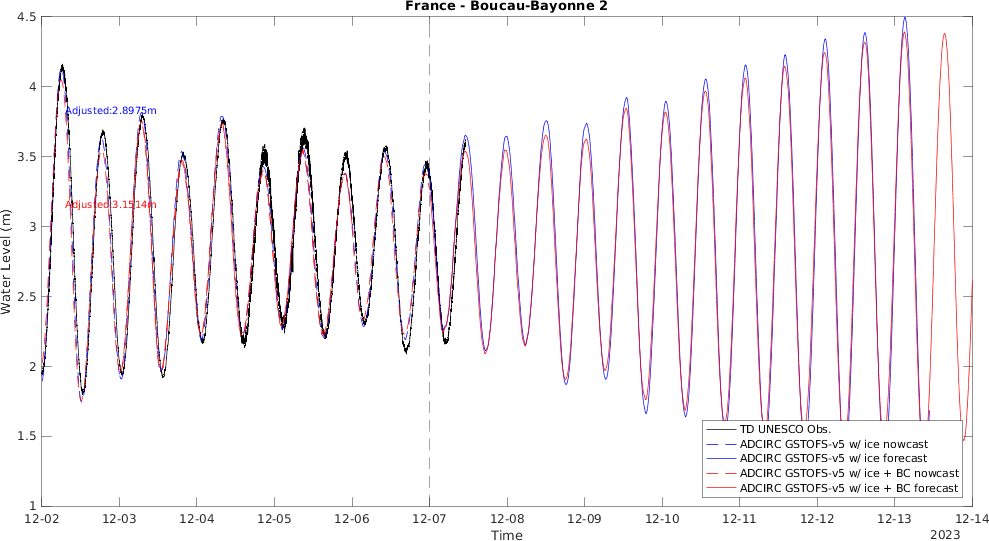 France - Boucau-Bayonne 2
4.5
4
3.5
3
2.5
2
1.5
1
Water Level (m)
Adjusted:2.8975m
Adjusted:3.1514m
TD UNESCO Obs.
ADCIRC GSTOFS-v5 w/ ice nowcast
ADCIRC GSTOFS-v5 w/ ice forecast
ADCIRC GSTOFS-v5 w/ ice + BC nowcast
ADCIRC GSTOFS-v5 w/ ice + BC forecast
12-02 12-03 12-04 12-05 12-06 12-07 12-08 12-09 12-10 12-11 12-12 12-13 12-14
Time
2023